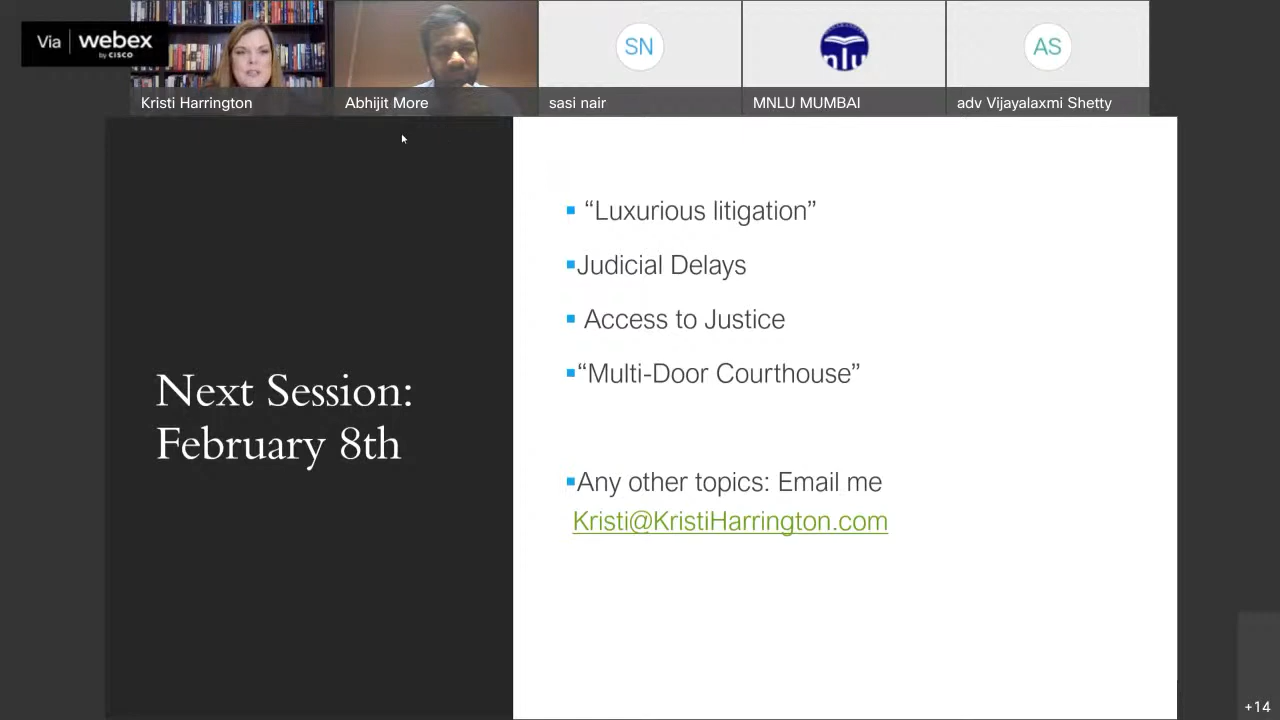 Via webex
by CISCO
Kristi Harrington
Abhijit More
SN
sasi nair
nlu
MNLU MUMBAI
AS
adv Vijayalaxmi Shetty
Next Session:
February 8th
“Luxurious litigation”
Judicial Delays
Access to Justice
“Multi-Door Courthouse”
Any other topics: Email me
Kristi@KristiHarrington.com
+14